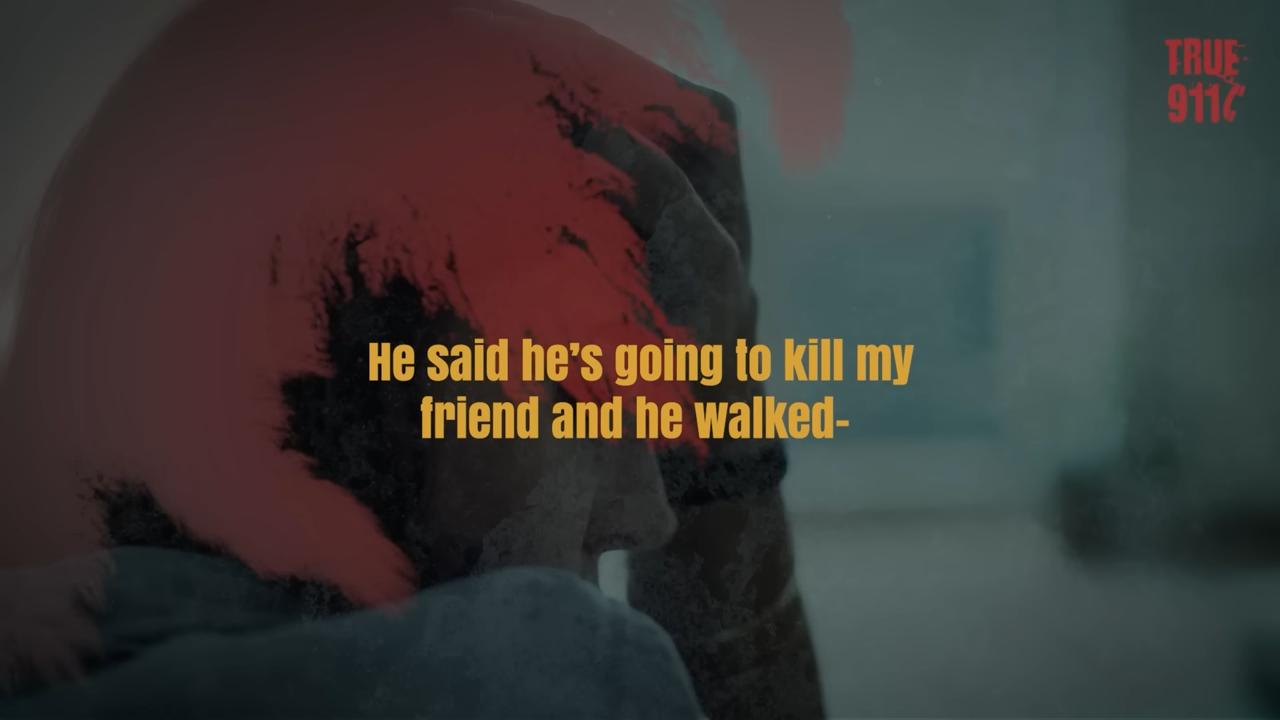 TRUE
911
He said he’s going to kill my
friend and he walked-